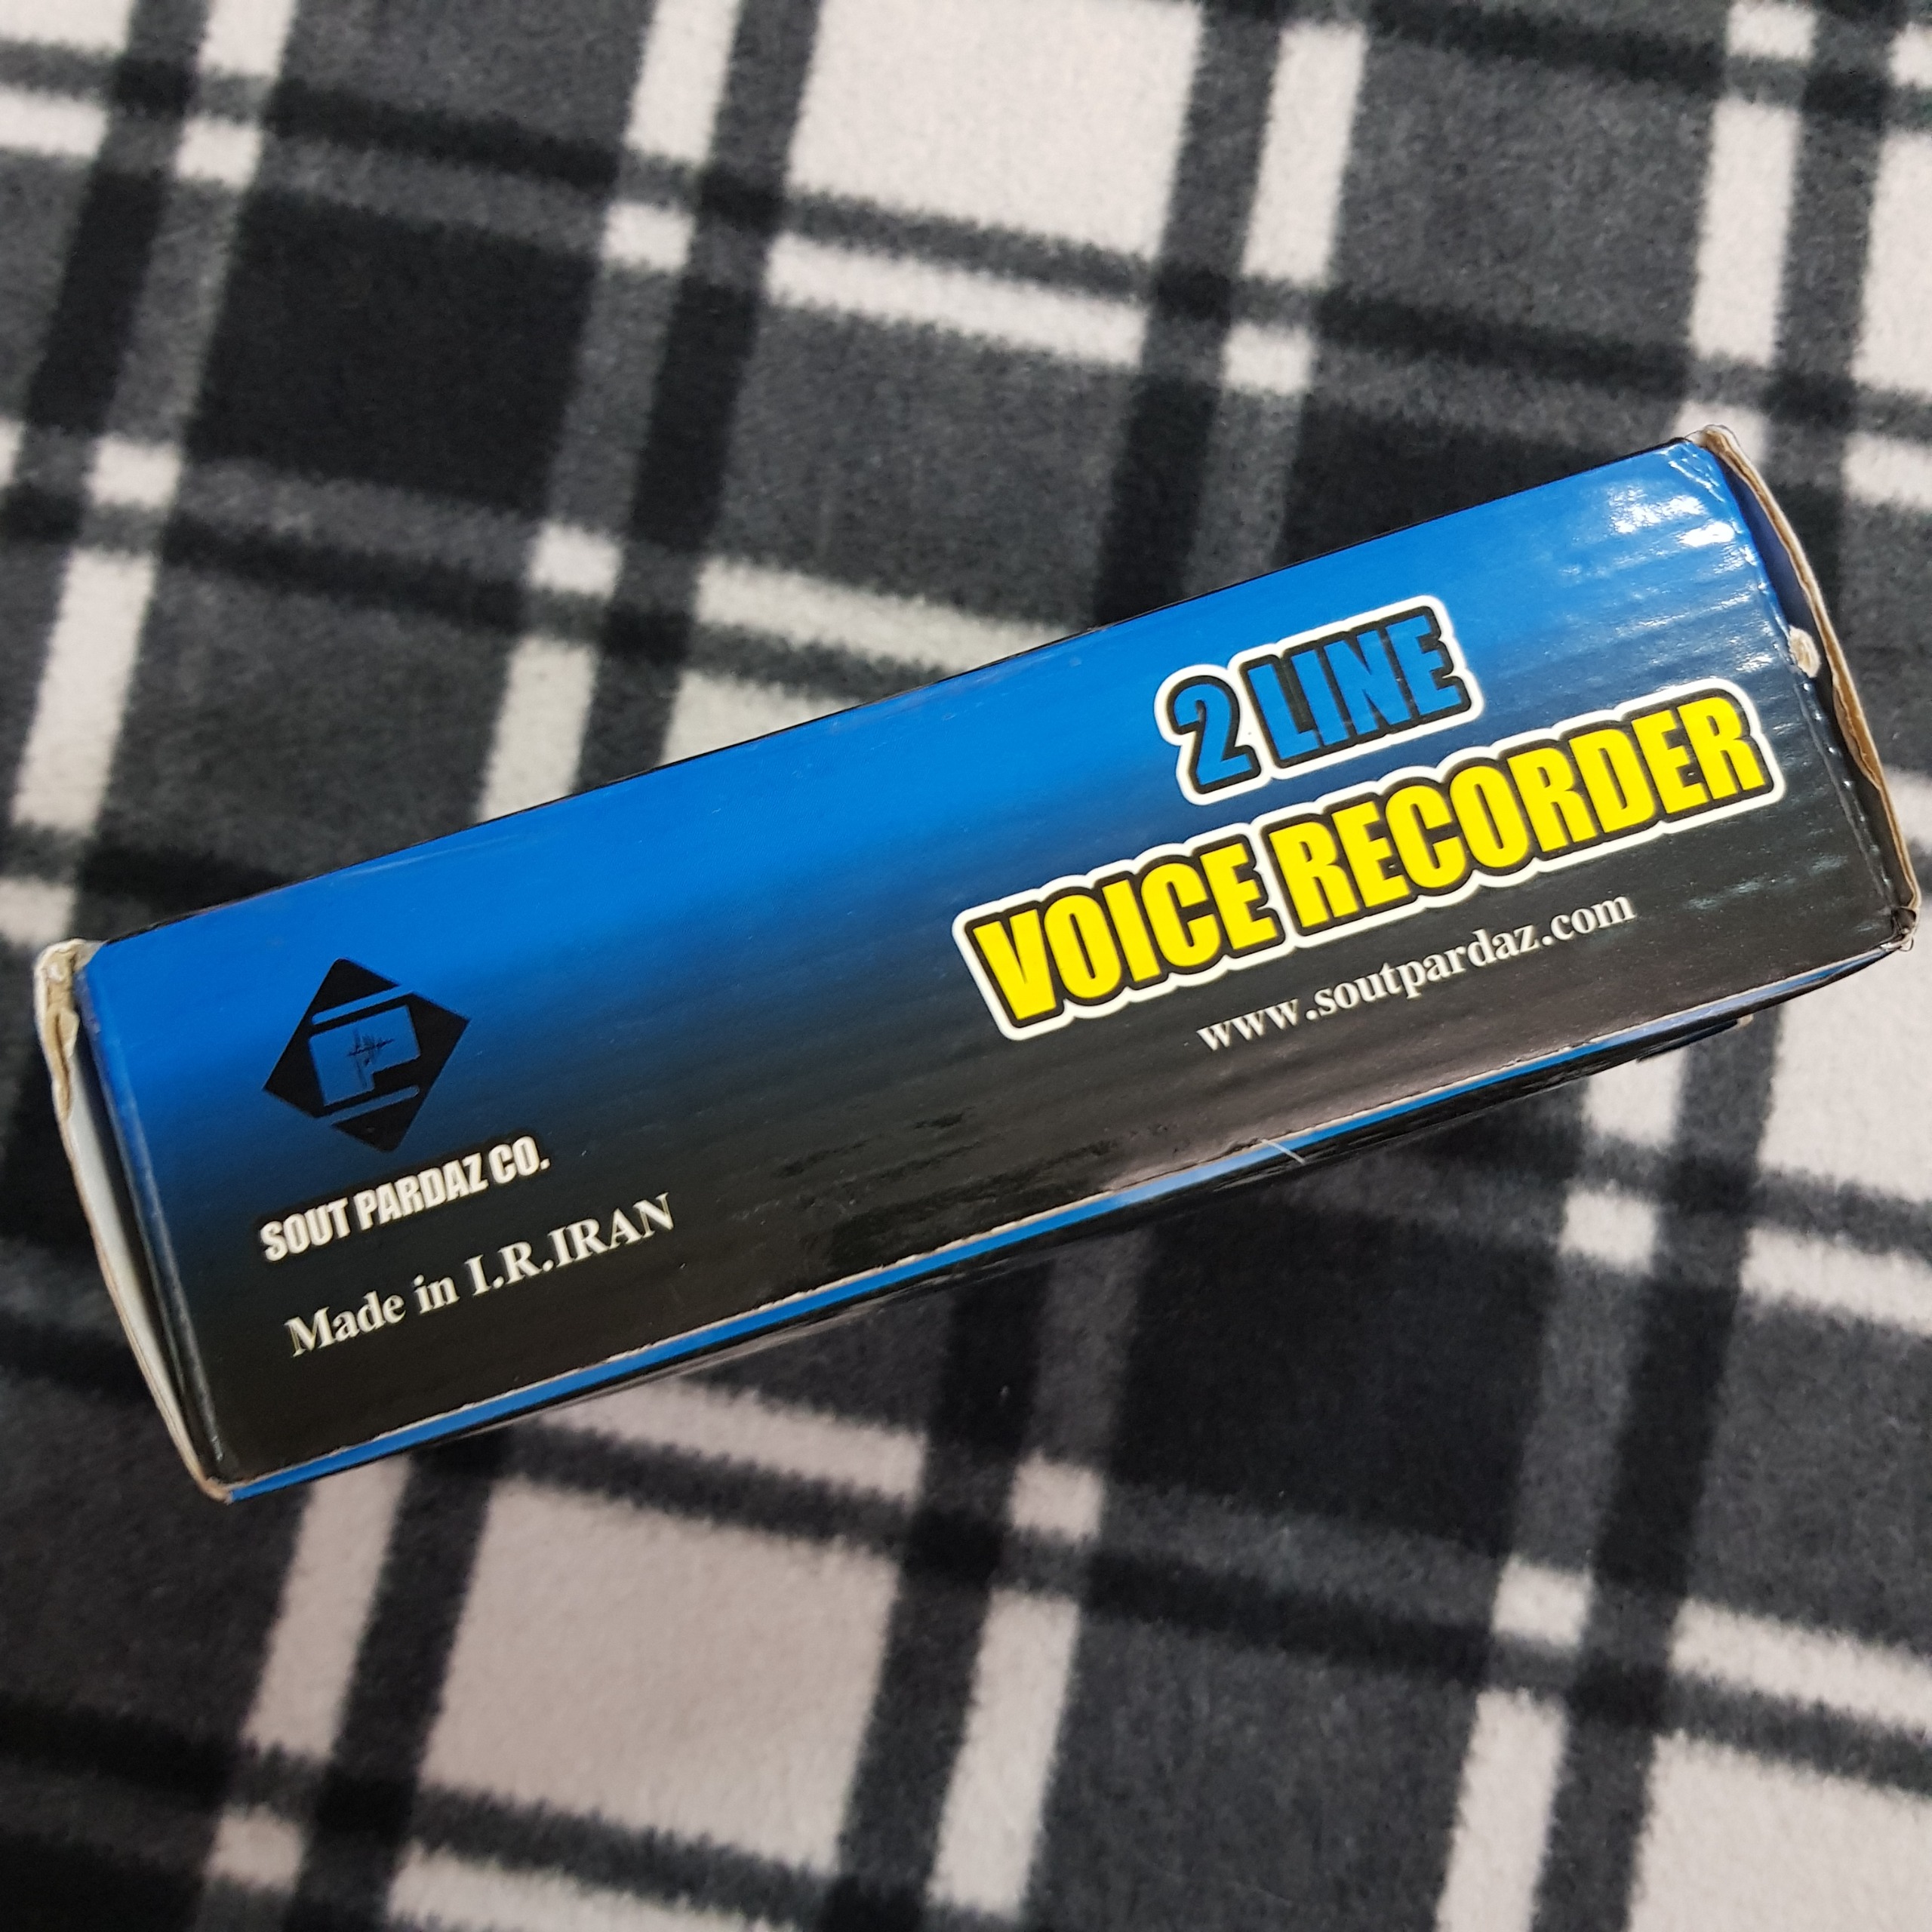 2 LINE
VOICE RECORDER
www.soutpardaz.com
SOUT PARDAZ CO.
Made in I.R.IRAN